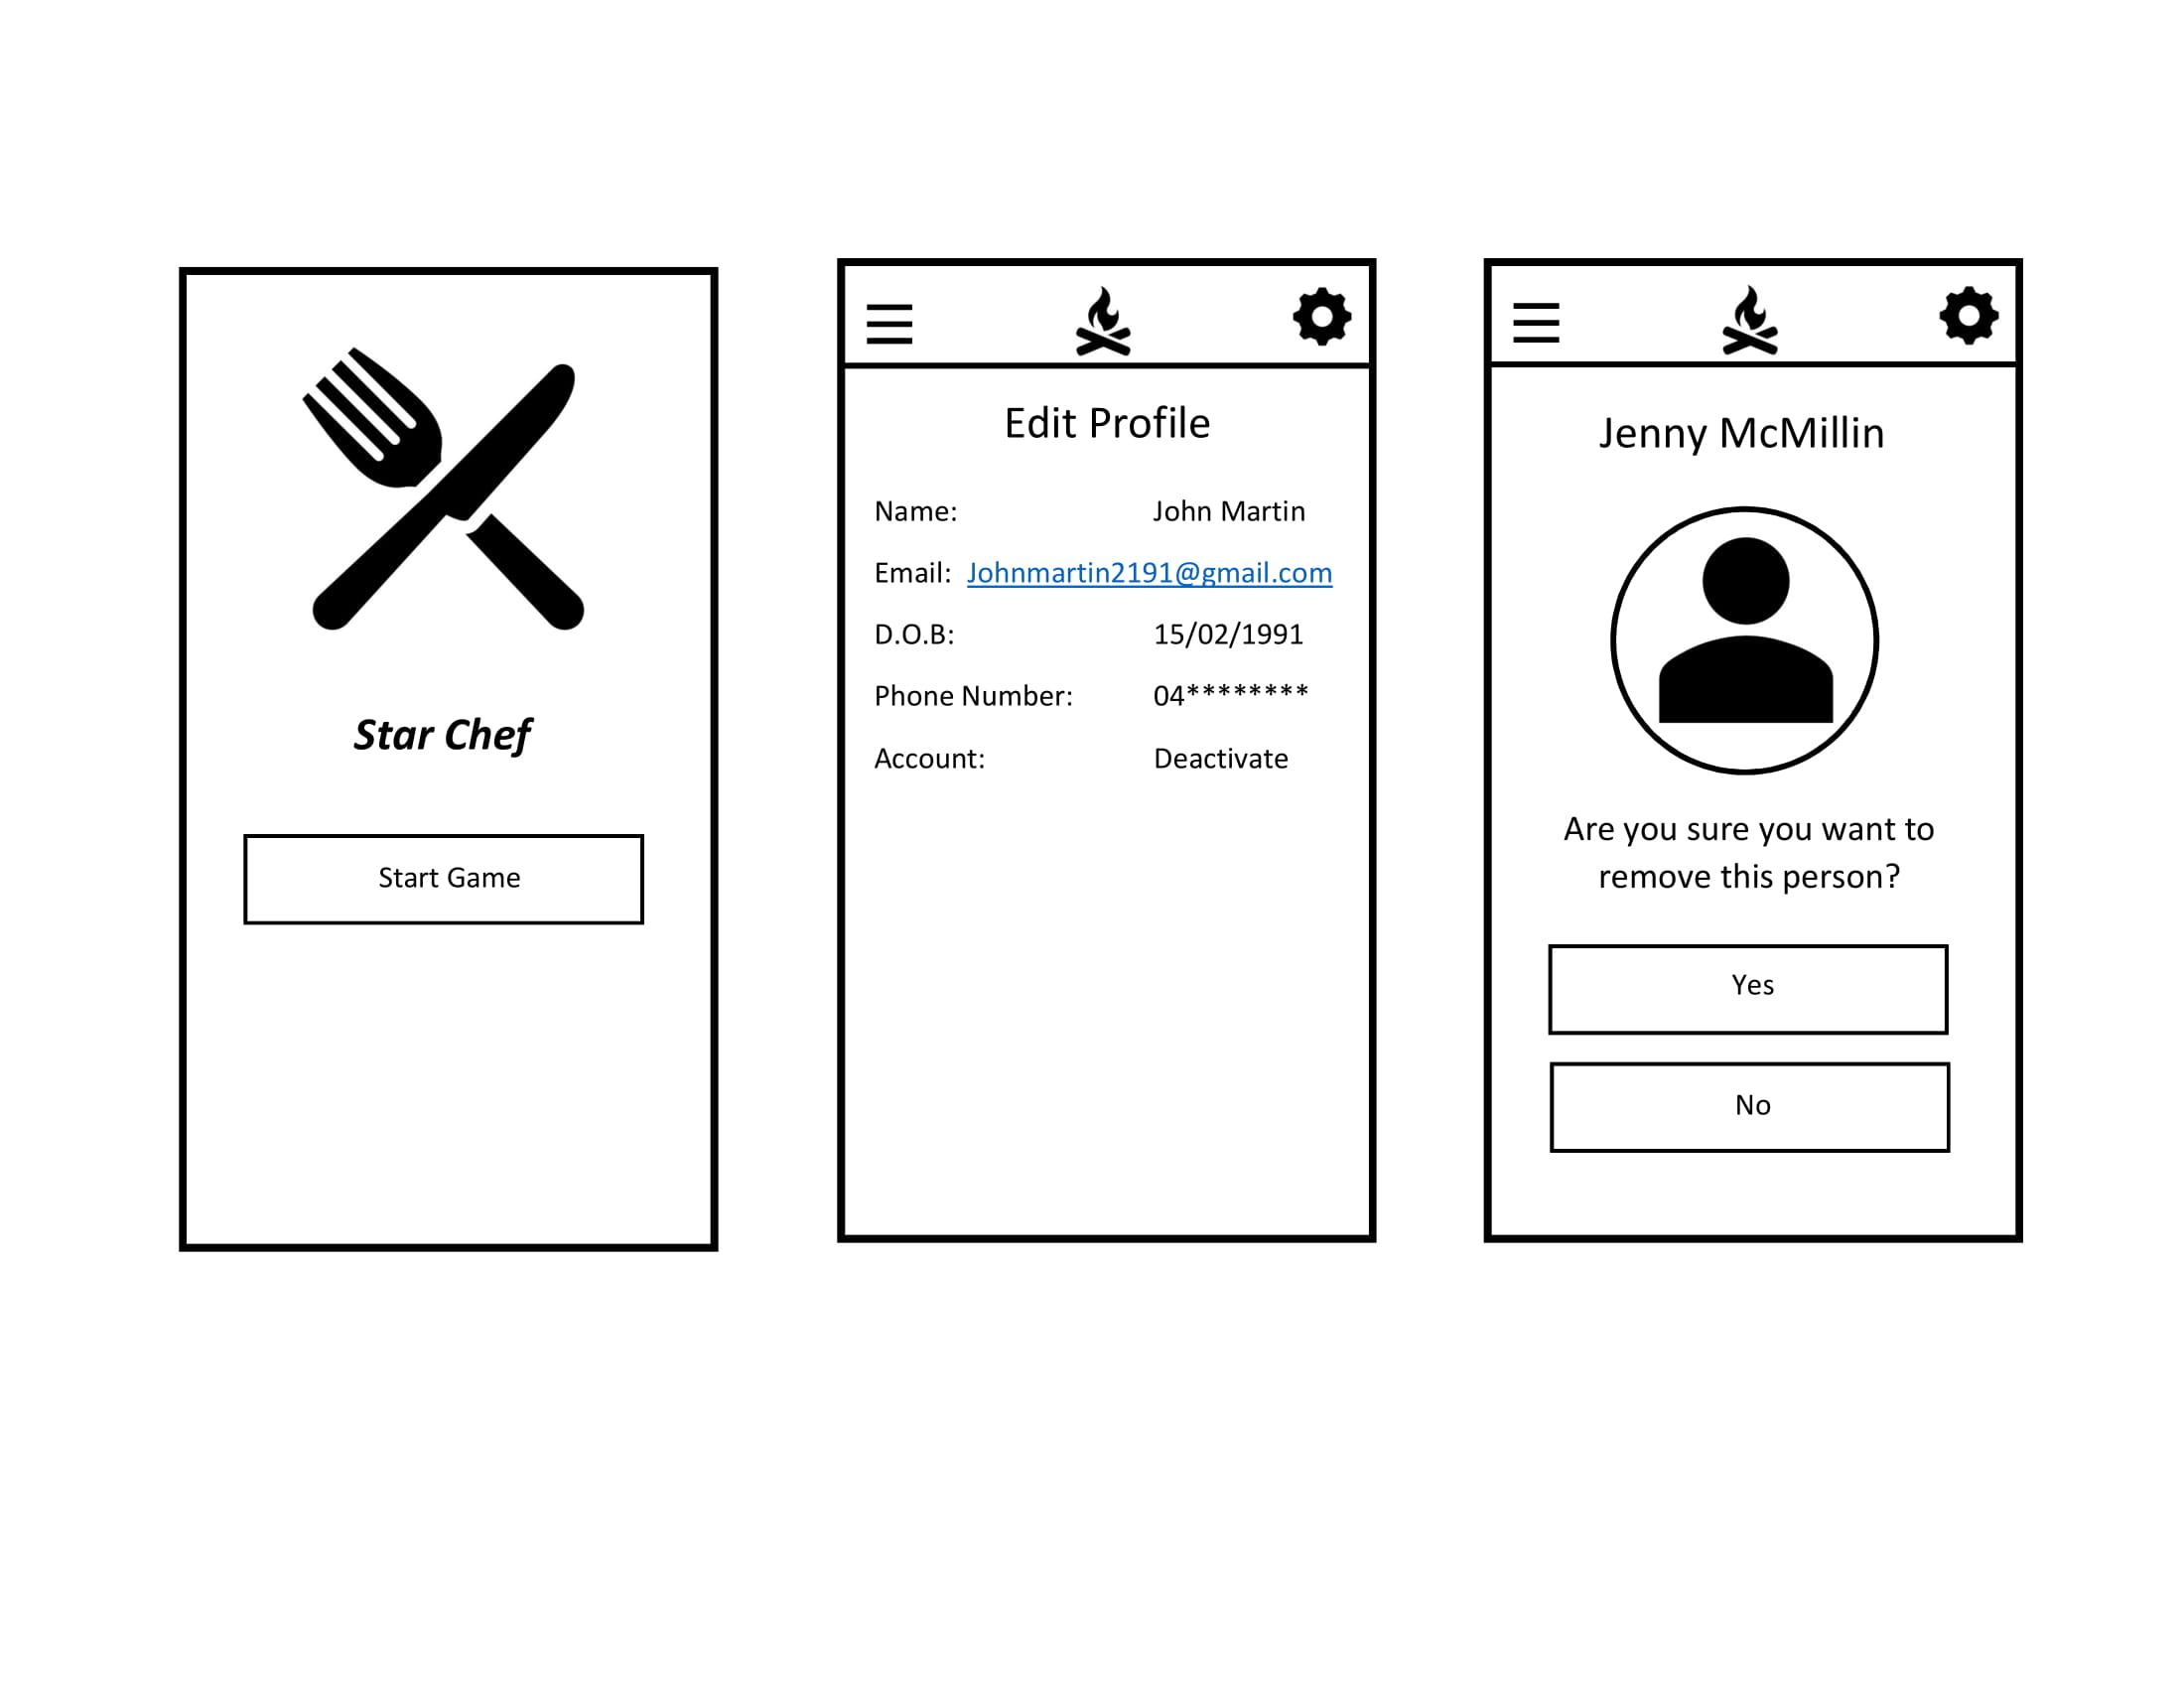 Star Chef
Start Game
Edit Profile
Name: John Martin
Email: Johnmartin2191@gmail.com
D.O.B: 15/02/1991
Phone Number: 04********
Account: Deactivate
Jenny McMillin
Are you sure you want to
remove this person?
Yes
No